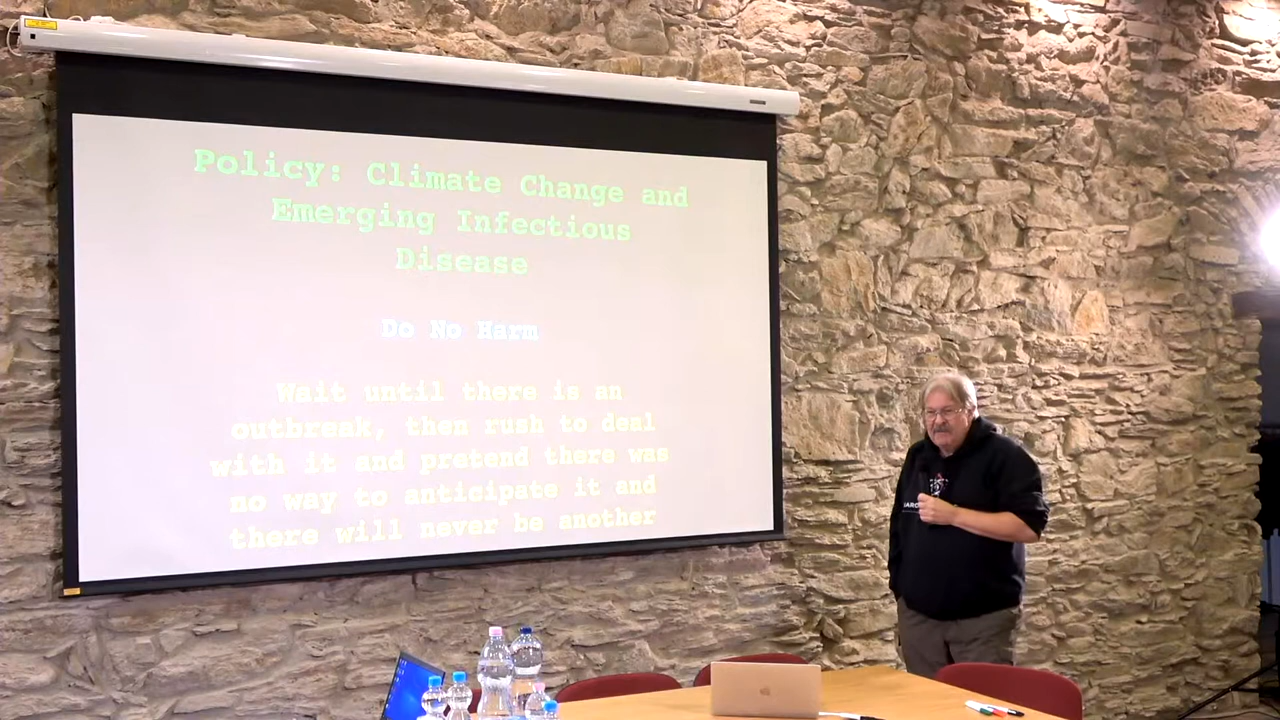 Policy: Climate Change and
Emerging Infectious
Disease
Do No Harm
Wait until there is an
outbreak, then rush to deal
with it and pretend there was
no way to anticipate it and
there will never be another